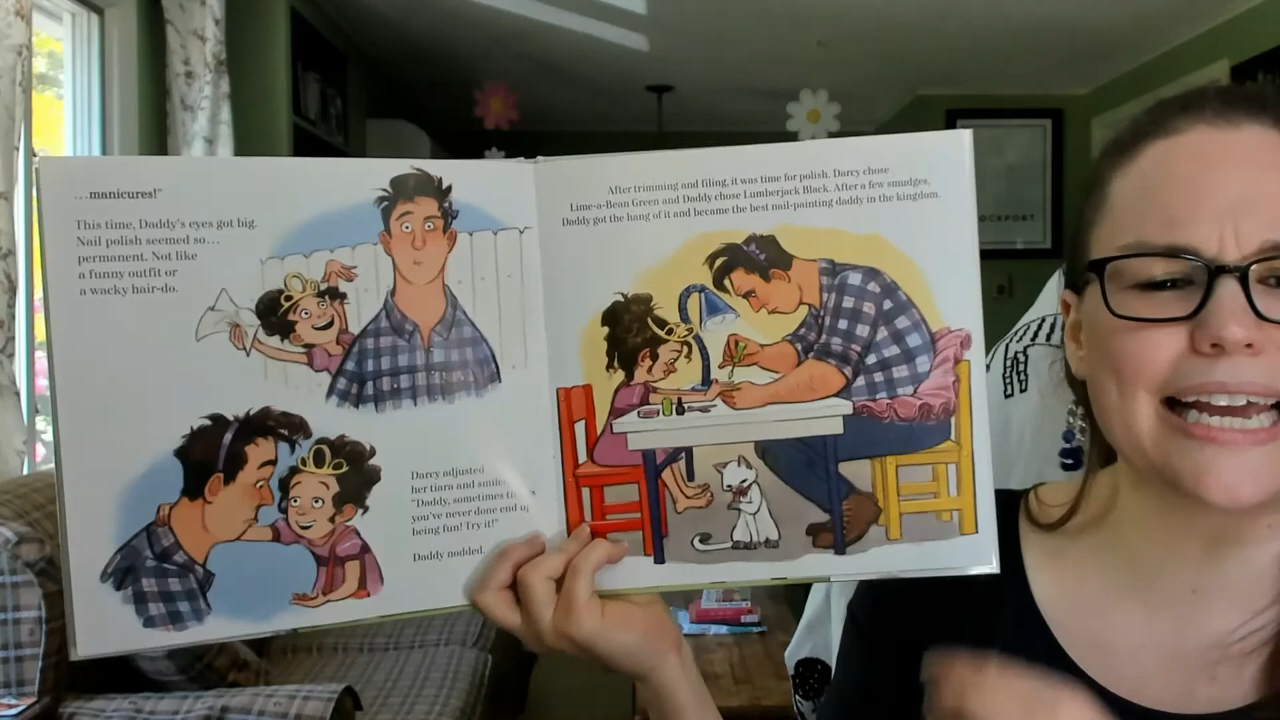 ...manicures!"
This time, Daddy's eyes got big.
Nail polish seemed so...
permanent. Not like
a funny outfit or
a wacky hair-do.
Darcy adjusted
her tiara and smiled
"Daddy, sometimes
you've never done end up
being fun! Try it!"
Daddy nodded.
After trimming and filing, it was time for polish. Darcy chose
Lime-a-Bean Green and Daddy chose Lumberjack Black. After a few smudges,
Daddy got the hang of it and became the best nail-painting daddy in the kingdom.
OCKPORT